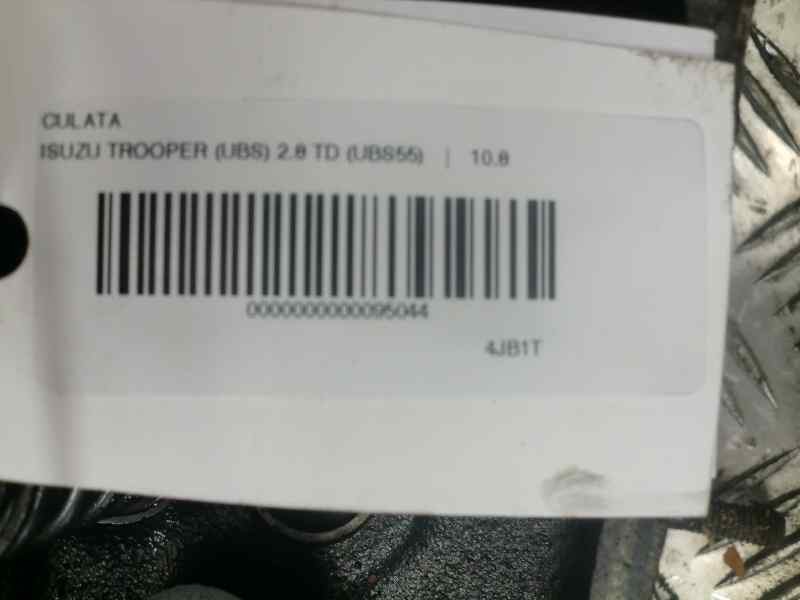 CULATA
ISUZU TROOPER (UBS) 2.8 TD (UBS55) | 10.8
0000000000095044
4JB1T